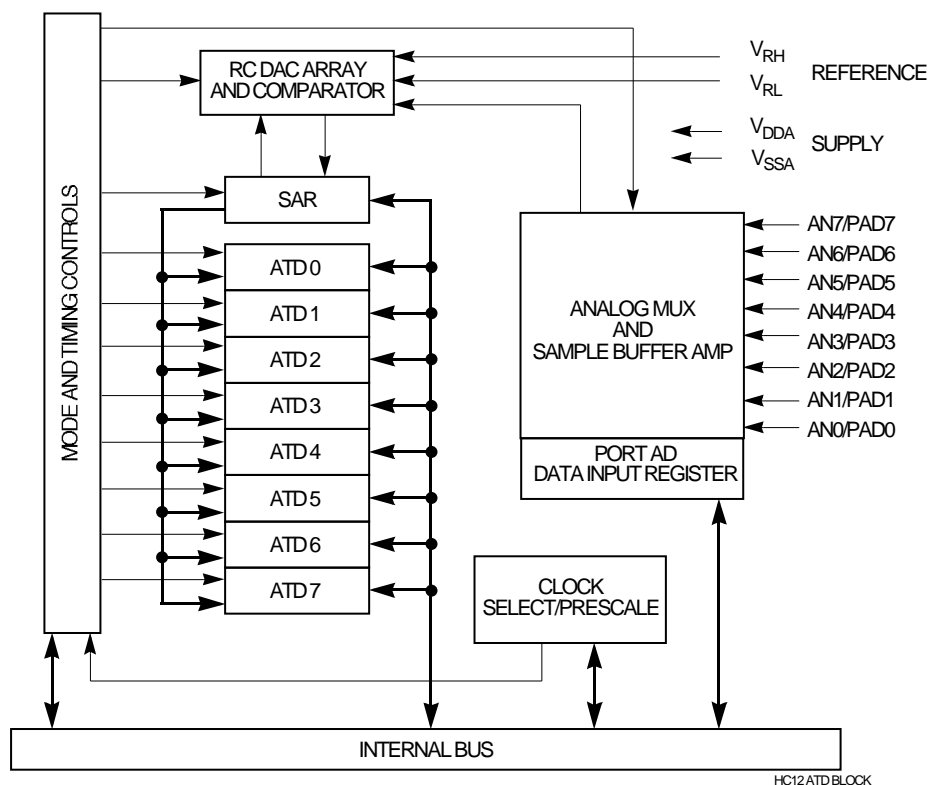 MODE AND TIMING CONTROLS
RC DAC ARRAY
AND COMPARATOR
V_RH
V_RL
REFERENCE
V_DDA
V_SSA
SUPPLY
SAR
ATD 0
ATD 1
ATD 2
ATD 3
ATD 4
ATD 5
ATD 6
ATD 7
ANALOG MUX
AND
SAMPLE BUFFER AMP
AN7/PAD7
AN6/PAD6
AN5/PAD5
AN4/PAD4
AN3/PAD3
AN2/PAD2
AN1/PAD1
AN0/PAD0
PORT AD
DATA INPUT REGISTER
CLOCK
SELECT/PRESCALE
INTERNAL BUS
HC12 ATD BLOCK